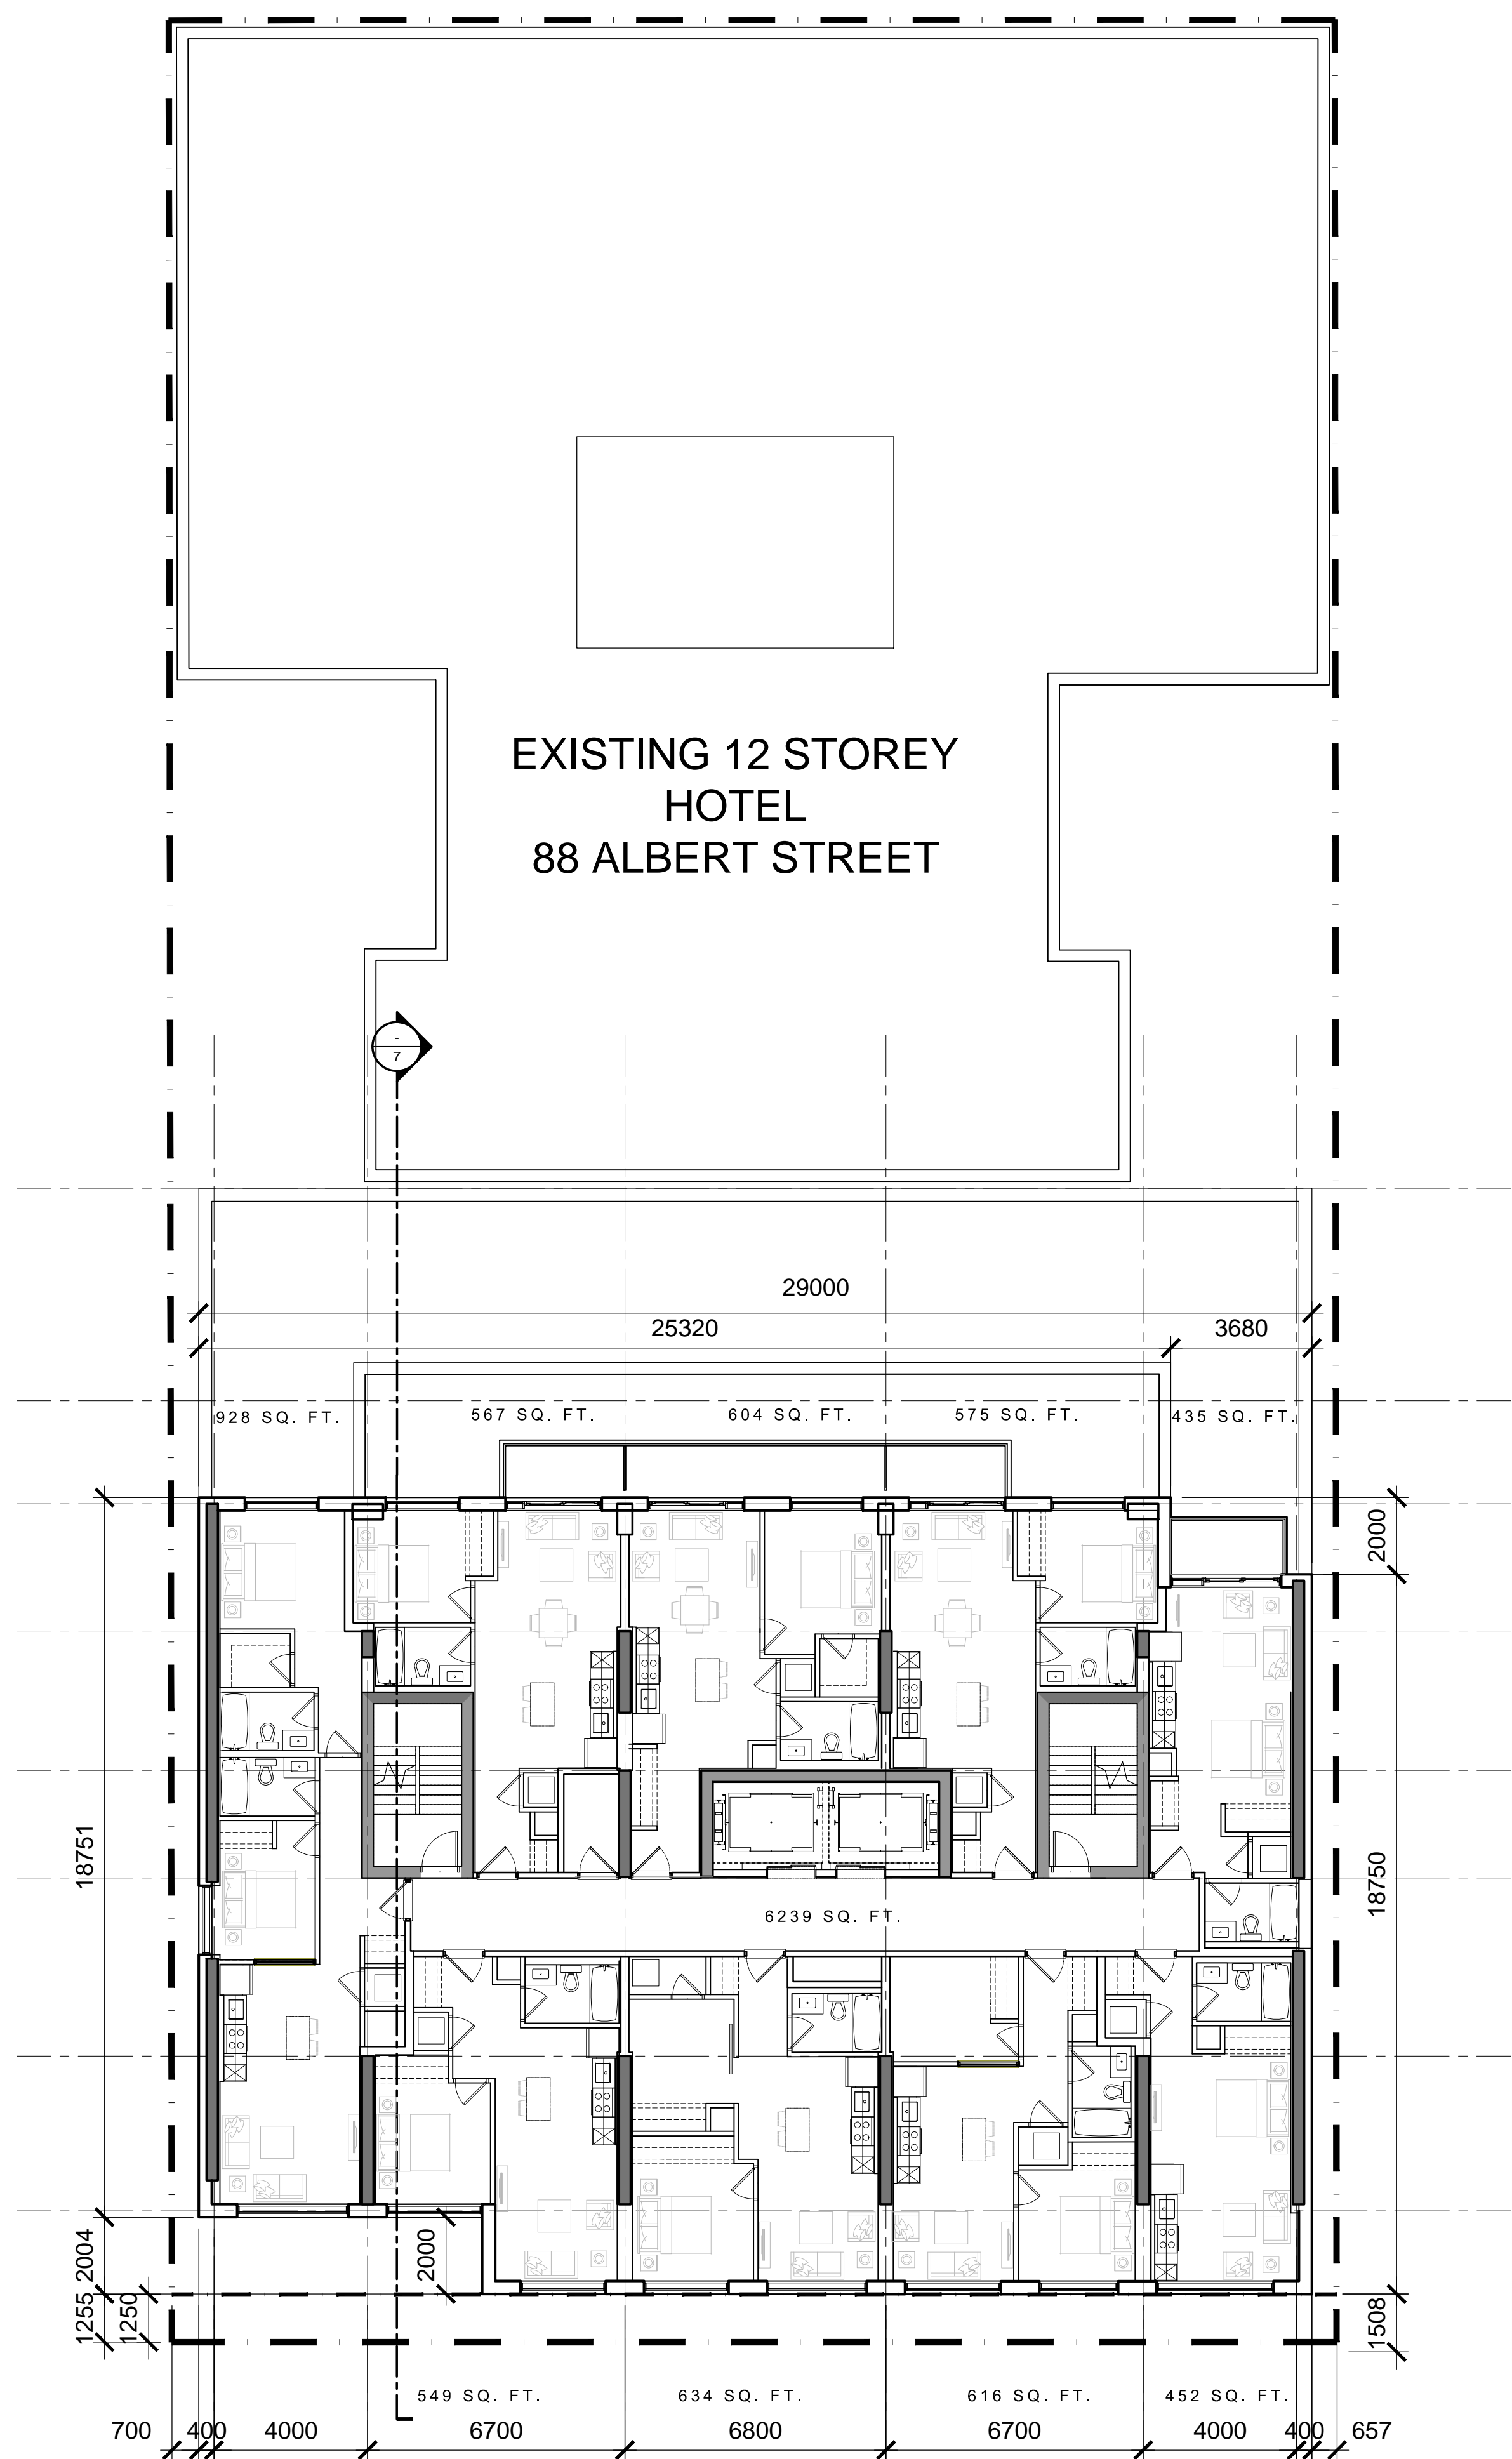 EXISTING 12 STOREY
HOTEL
88 ALBERT STREET
-
7
29000
25320
3680
928 SQ. FT.
567 SQ. FT.
604 SQ. FT.
575 SQ. FT.
435 SQ. FT.
2000
18751
18750
6239 SQ. FT.
2004
2000
1255
1250
1508
549 SQ. FT.
634 SQ. FT.
616 SQ. FT.
452 SQ. FT.
700
400
4000
6700
6800
6700
4000
400
657